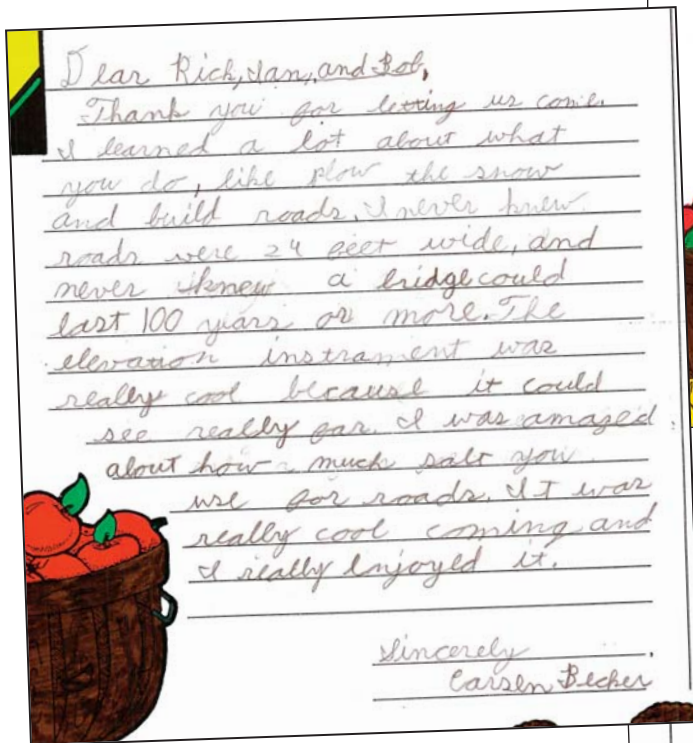 Dear Rich, Ian, and Bob,
Thank you for letting us come.
I learned a lot about what
you do, like plow the snow
and build roads. I never knew
roads were 24 feet wide, and
never knew a bridge could
last 100 years or more. The
elevation instrament was
really cool because it could
see really far. I was amazed
about how much salt you
use for roads. It was
really cool coming and
I really enjoyed it.
Sincerely,
Carsen Becker